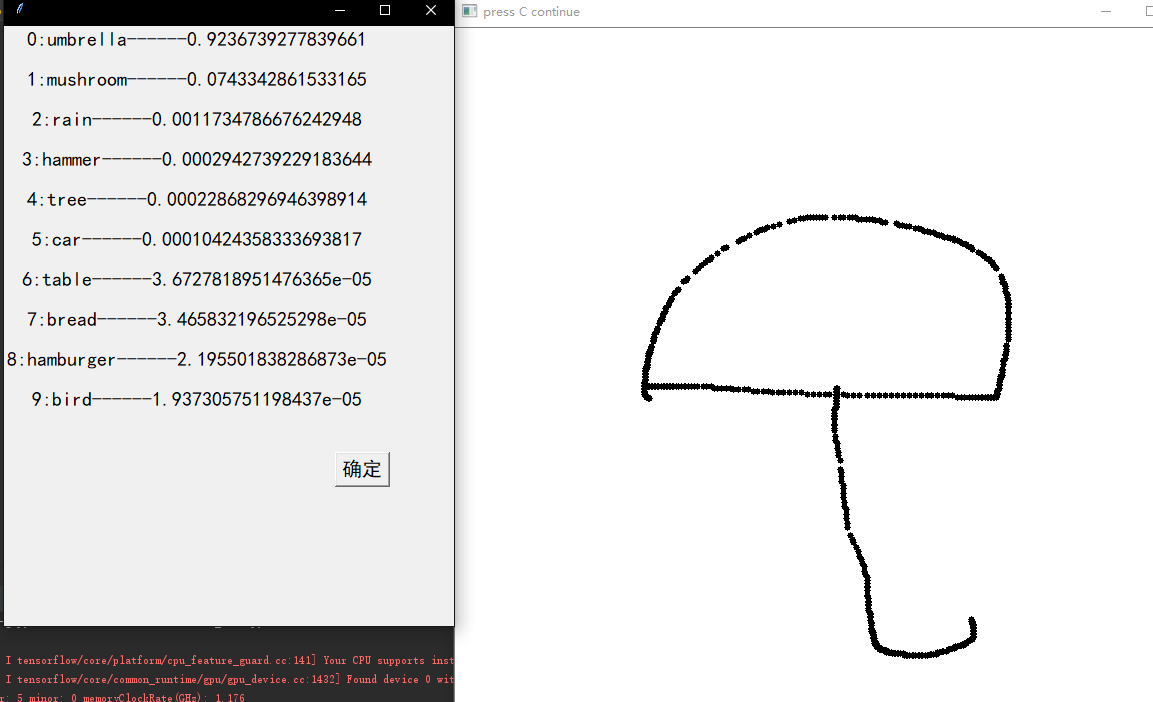 press C continue
0:umbrella------0.9236739277839661
1:mushroom------0.0743342861533165
2:rain------0.0011734786676242948
3:hammer------0.0002942739229183644
4:tree------0.00022868296946398914
5:car------0.00010424358333693817
6:table------3.6727818951476365e-05
7:bread------3.465832196525298e-05
8:hamburger------2.195501838286873e-05
9:bird------1.937305751198437e-05
确定
I tensorflow/core/platform/cpu_feature_guard.cc:141] Your CPU supports inst
I tensorflow/core/common_runtime/gpu/gpu_device.cc:1432] Found device 0 wit
r: 5 minor: 0 memoryClockRate(GHz): 1.176